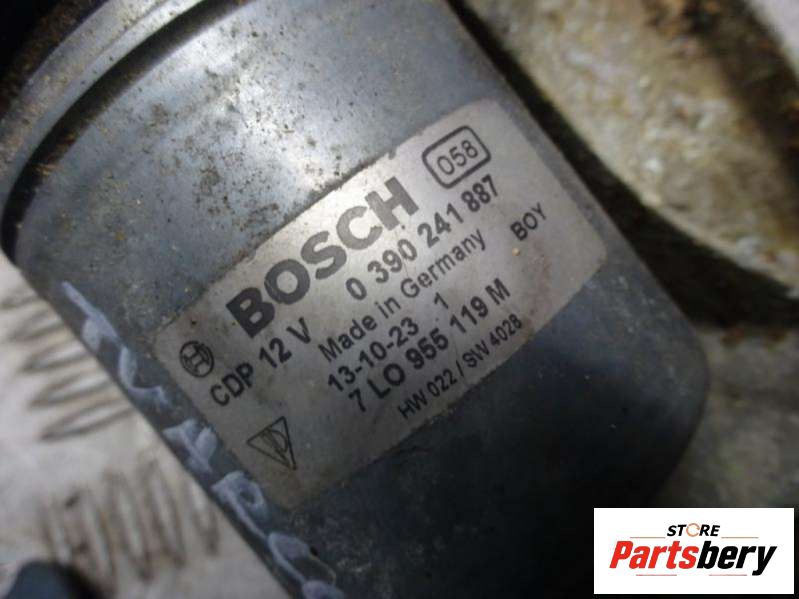 BOSCH 058
CDP 12 V 0 390 241 887
Made in Germany BOY
13-10-23 1
7 LO 955 119 M
HW 022 / SW 4028
STORE
Partsbery